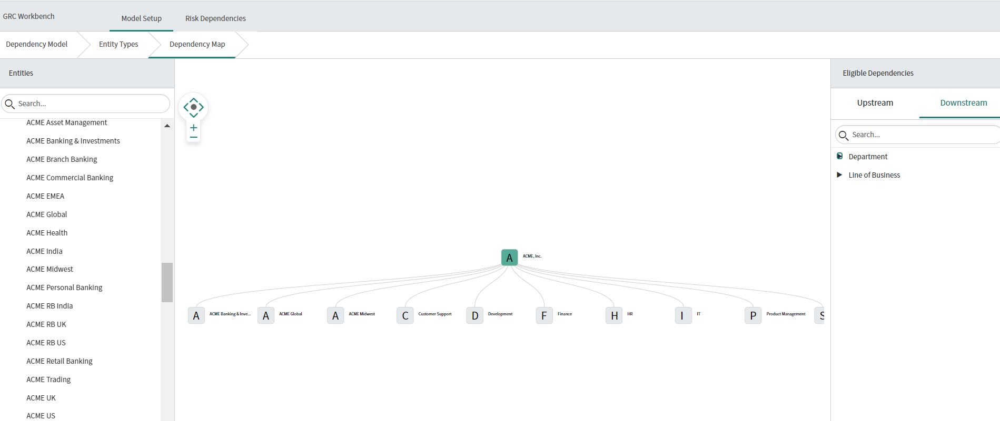 GRC Workbench
Model Setup
Risk Dependencies
Dependency Model
Entity Types
Dependency Map
Entities
Search...
ACME Asset Management
ACME Banking & Investments
ACME Branch Banking
ACME Commercial Banking
ACME EMEA
ACME Global
ACME Health
ACME India
ACME Midwest
ACME Personal Banking
ACME RB India
ACME RB UK
ACME RB US
ACME Retail Banking
ACME Trading
ACME UK
ACME US
A ACME, Inc.
A ACME Banking & Inve...
A ACME Global
A ACME Midwest
C Customer Support
D Development
F Finance
H HR
I IT
P Product Management
S
Eligible Dependencies
Upstream
Downstream
Search...
Department
Line of Business